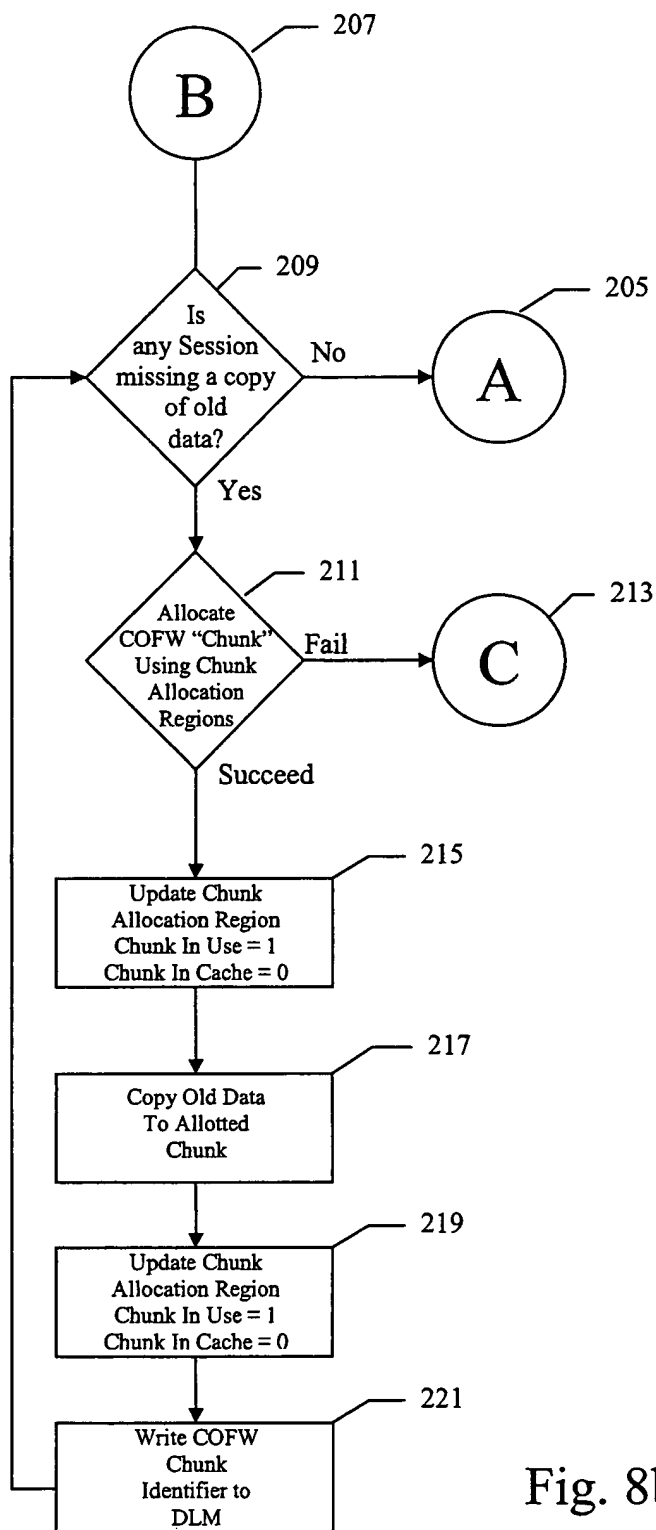 207
B
209
Is
any Session
missing a copy
of old
data?
No
205
A
Yes
211
Allocate
COFW “Chunk”
Using Chunk
Allocation
Regions
Fail
213
C
Succeed
215
Update Chunk
Allocation Region
Chunk In Use = 1
Chunk In Cache = 0
217
Copy Old Data
To Allotted
Chunk
219
Update Chunk
Allocation Region
Chunk In Use = 1
Chunk In Cache = 0
221
Write COFW
Chunk
Identifier to
DLM
Fig. 8b